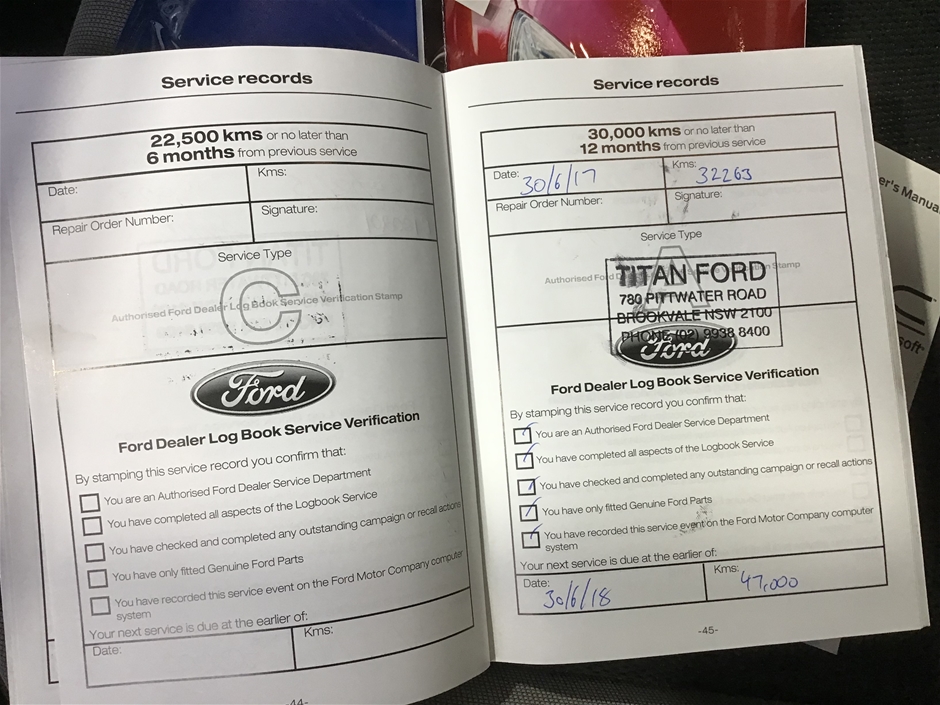 Service records
22,500 kms or no later than
6 months from previous service
Date:
Kms:
Repair Order Number:
Signature:
Service Type
C
Authorised Ford Dealer Log Book Service Verification Stamp
Ford
Ford Dealer Log Book Service Verification
By stamping this service record you confirm that:
You are an Authorised Ford Dealer Service Department
You have completed all aspects of the Logbook Service
You have checked and completed any outstanding campaign or recall actions
You have only fitted Genuine Ford Parts
You have recorded this service event on the Ford Motor Company computer
system
Your next service is due at the earlier of:
Date:
Kms:
-44-
Service records
30,000 kms or no later than
12 months from previous service
Date: 30/6/17
Kms: 32263
Repair Order Number:
Signature:
Service Type
A
Authorised Ford
Stamp
TITAN FORD
780 PITTWATER ROAD
BROOKVALE NSW 2100
PHONE (02) 9938 8400
Ford
Ford Dealer Log Book Service Verification
By stamping this service record you confirm that:
You are an Authorised Ford Dealer Service Department
You have completed all aspects of the Logbook Service
You have checked and completed any outstanding campaign or recall actions
You have only fitted Genuine Ford Parts
You have recorded this service event on the Ford Motor Company computer
system
Your next service is due at the earlier of:
Date: 30/6/18
Kms: 47,000
-45-
er's Manual
soft